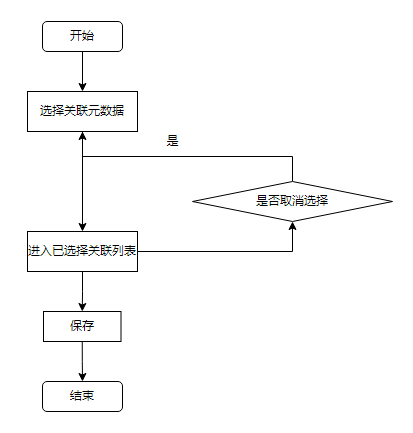 开始
选择关联元数据
是
是否取消选择
进入已选择关联列表
保存
结束